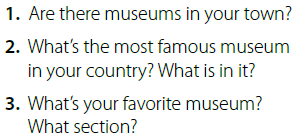 1. Are there museums in your town?
2. What's the most famous museum
in your country? What is in it?
3. What's your favorite museum?
What section?